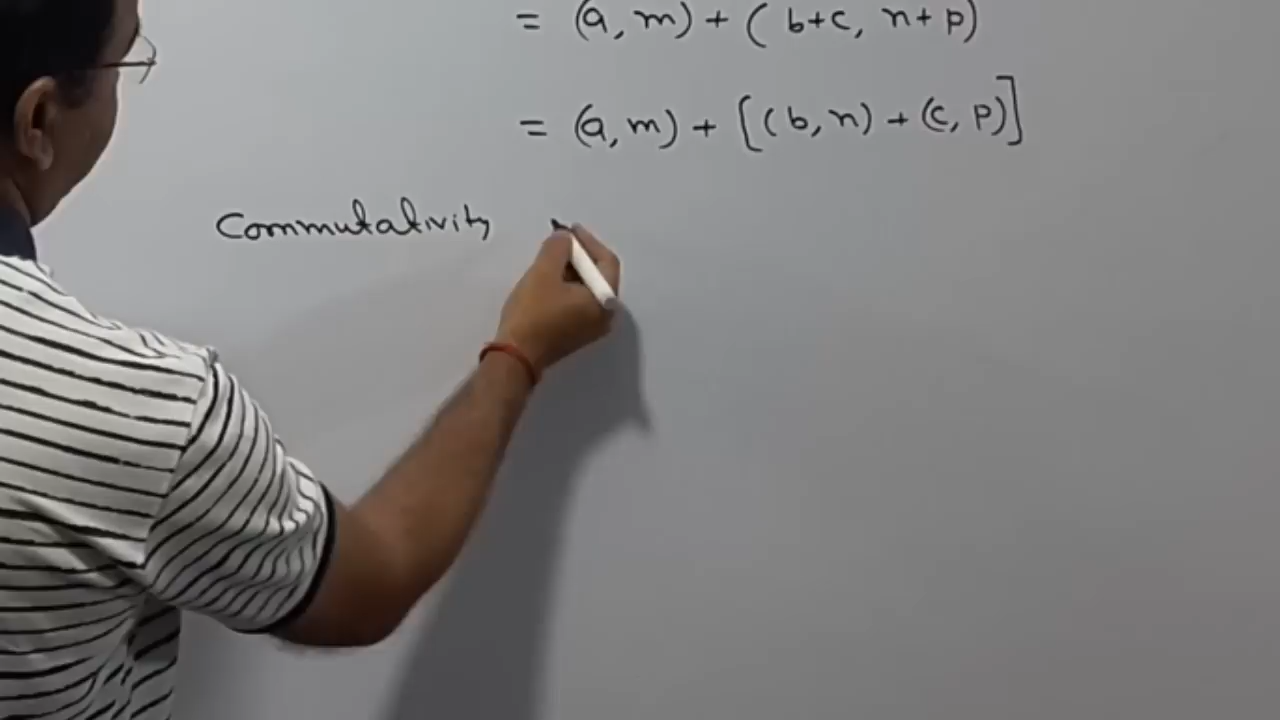 = (a, m) + ( b+c, n+p)
= (a, m) + [(b, n) + (c, p)]
Commutativity